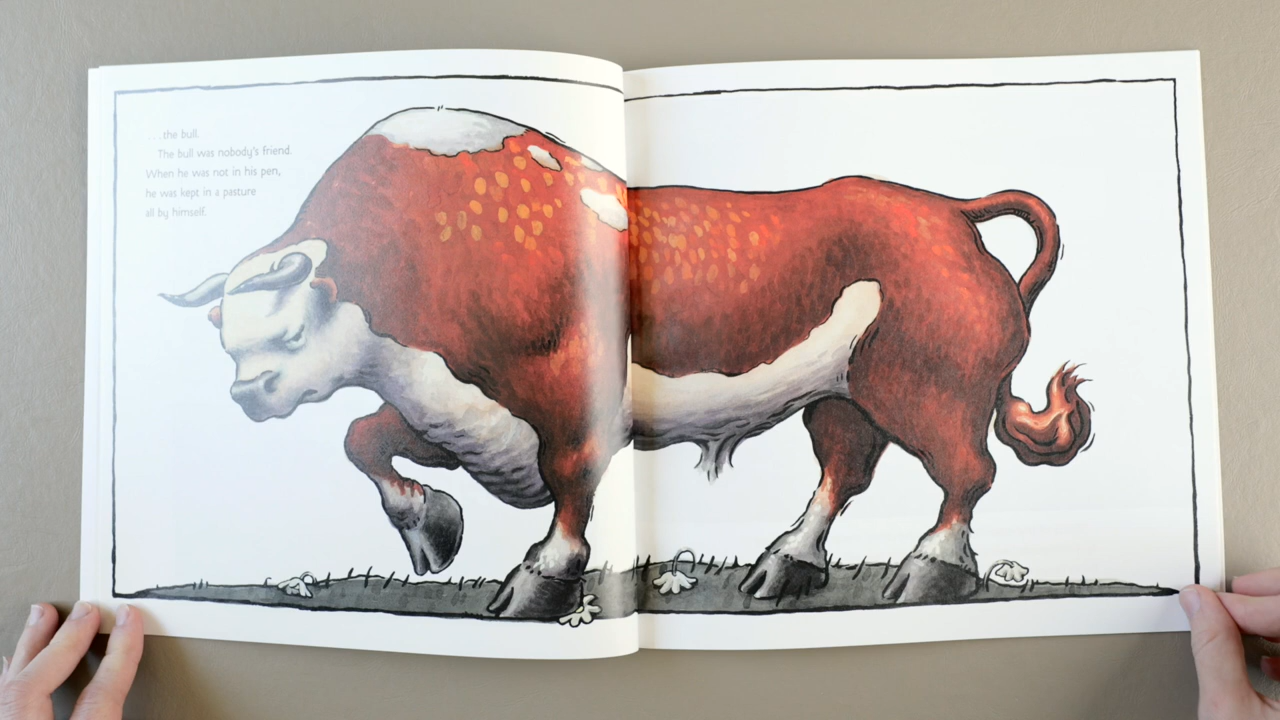 . . . the bull.
The bull was nobody's friend.
When he was not in his pen,
he was kept in a pasture
all by himself.